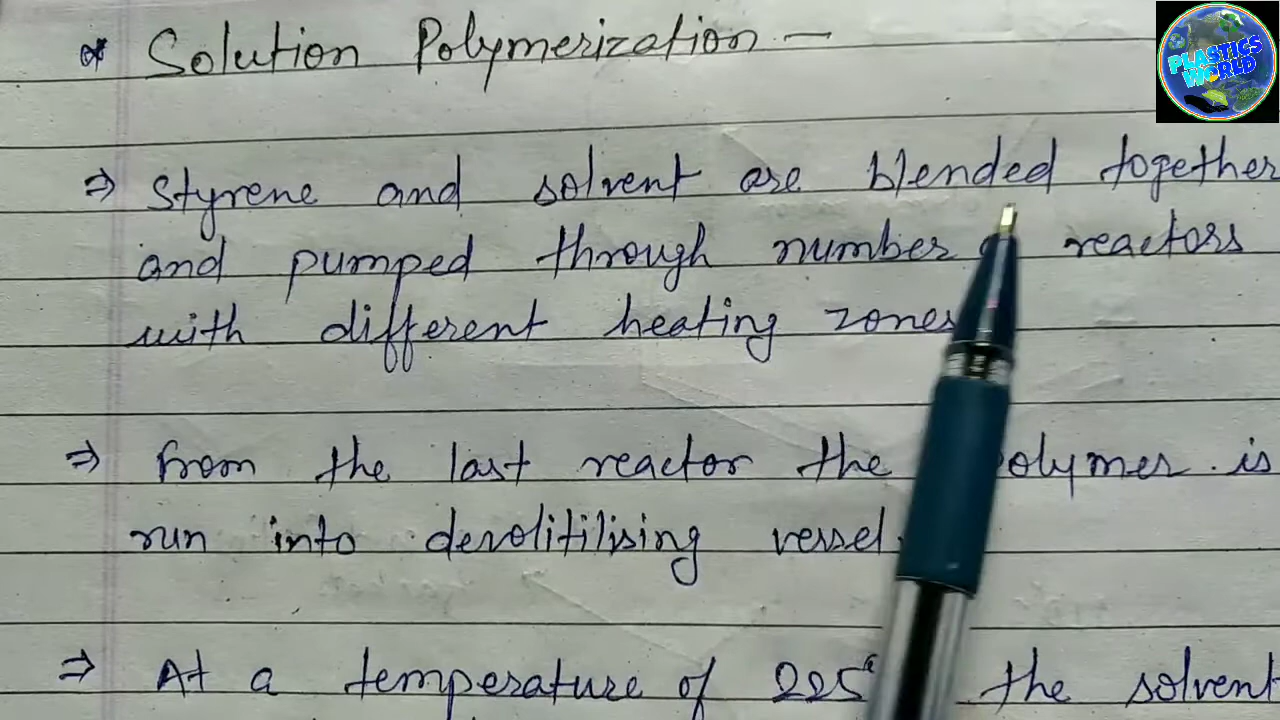 PLASTICS
WORLD
* Solution Polymerization –
⇒ Styrene and solvent are blended together
and pumped through number reactors
with different heating zones
⇒ from the last reactor the olymer is
run into devolitilising vessel.
⇒ At a temperature of 225° the solvent